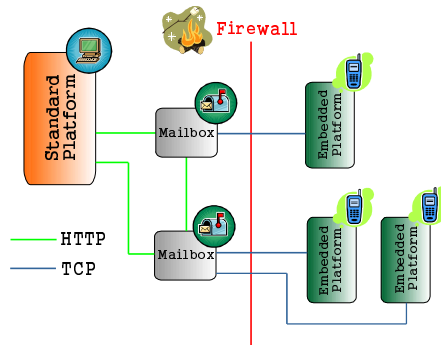 Firewall
Standard
Platform
Mailbox
Embedded
Platform
Mailbox
Embedded
Platform
Embedded
Platform
HTTP
TCP